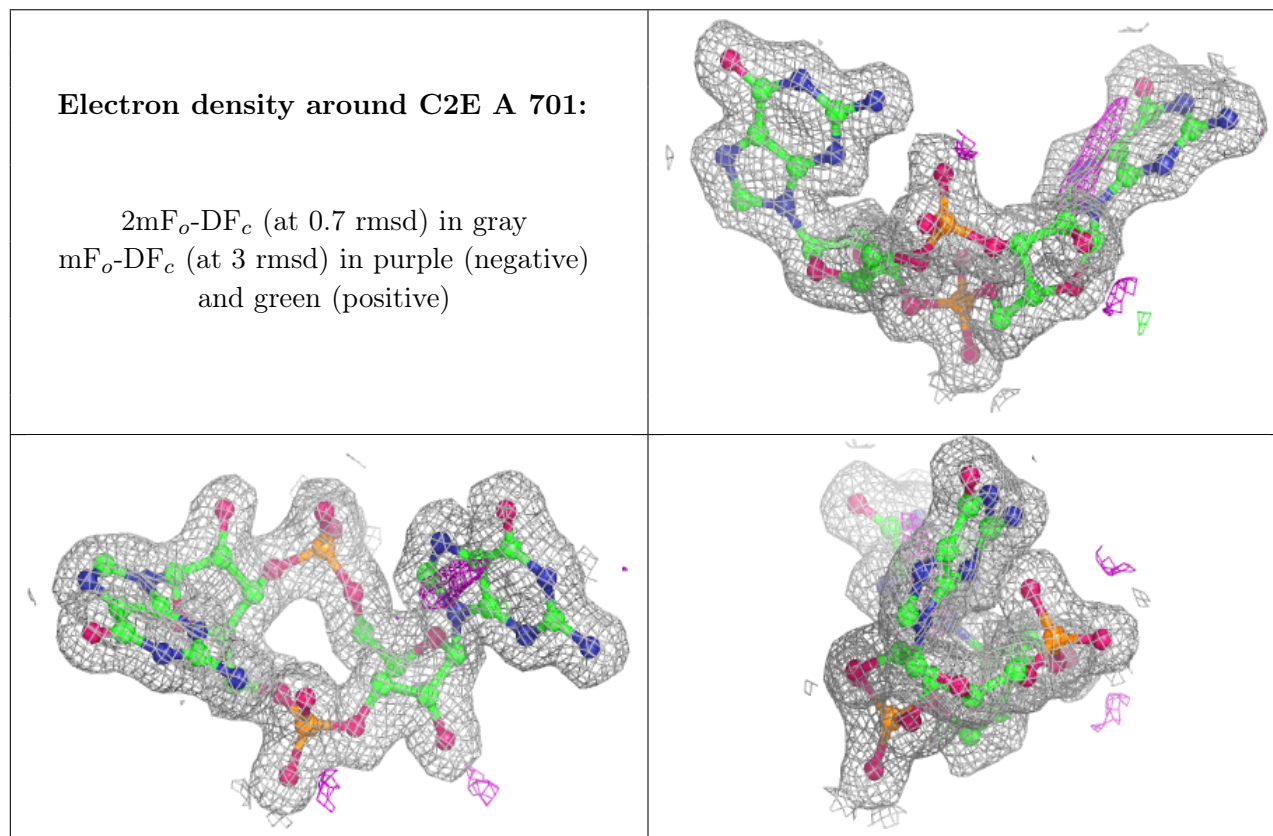 Electron density around C2E A 701:
2mFₒ-DF𝒸 (at 0.7 rmsd) in gray
mFₒ-DF𝒸 (at 3 rmsd) in purple (negative)
and green (positive)